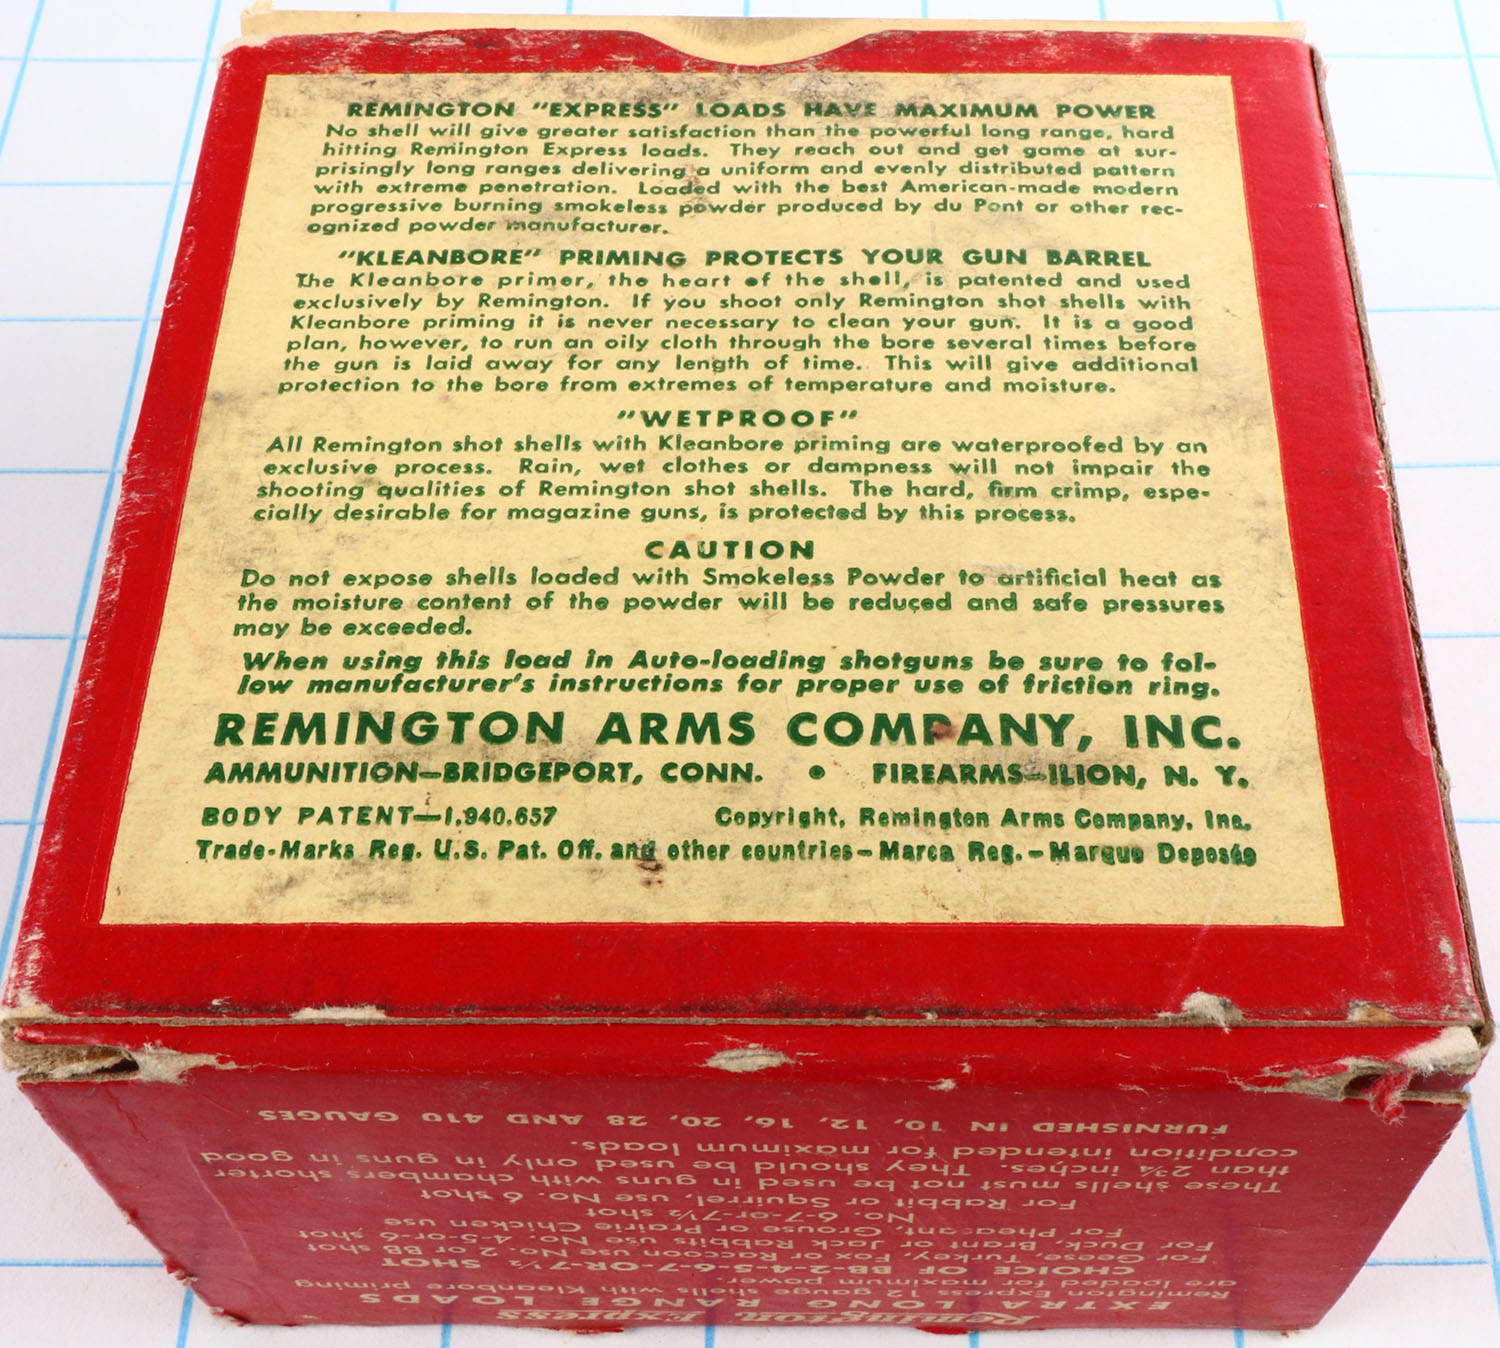 REMINGTON "EXPRESS" LOADS HAVE MAXIMUM POWER
No shell will give greater satisfaction than the powerful long range, hard
hitting Remington Express loads. They reach out and get game at sur-
prisingly long ranges delivering a uniform and evenly distributed pattern
with extreme penetration. Loaded with the best American-made modern
progressive burning smokeless powder produced by du Pont or other rec-
ognized powder manufacturer.
"KLEANBORE" PRIMING PROTECTS YOUR GUN BARREL
The Kleanbore primer, the heart of the shell, is patented and used
exclusively by Remington. If you shoot only Remington shot shells with
Kleanbore priming it is never necessary to clean your gun. It is a good
plan, however, to run an oily cloth through the bore several times before
the gun is laid away for any length of time. This will give additional
protection to the bore from extremes of temperature and moisture.
"WETPROOF"
All Remington shot shells with Kleanbore priming are waterproofed by an
exclusive process. Rain, wet clothes or dampness will not impair the
shooting qualities of Remington shot shells. The hard, firm crimp, espe-
cially desirable for magazine guns, is protected by this process.
CAUTION
Do not expose shells loaded with Smokeless Powder to artificial heat as
the moisture content of the powder will be reduced and safe pressures
may be exceeded.
When using this load in Auto-loading shotguns be sure to fol-
low manufacturer's instructions for proper use of friction ring.
REMINGTON ARMS COMPANY, INC.
AMMUNITION—BRIDGEPORT, CONN. • FIREARMS—ILION, N. Y.
BODY PATENT—1,940,657 Copyright, Remington Arms Company, Inc.
Trade-Marks Reg. U.S. Pat. Off. and other countries—Marca Reg.—Marque Deposée
Remington Express
EXTRA LONG RANGE LOADS
Remington Express 12 gauge shells with Kleanbore priming
are loaded for maximum power.
CHOICE OF BB-2-4-5-6-7-OR-7½ SHOT
For Geese, Turkey, Fox or Raccoon use No. 2 or BB shot
For Duck, Brant or Jack Rabbits use No. 4-5-or-6 shot
For Pheasant, Grouse or Prairie Chicken use
No. 6-7-or-7½ shot
For Rabbit or Squirrel, use No. 6 shot
These shells must not be used in guns with chambers shorter
than 2¾ inches. They should be used only in guns in good
condition intended for maximum loads.
FURNISHED IN 10, 12, 16, 20, 28 AND 410 GAUGES